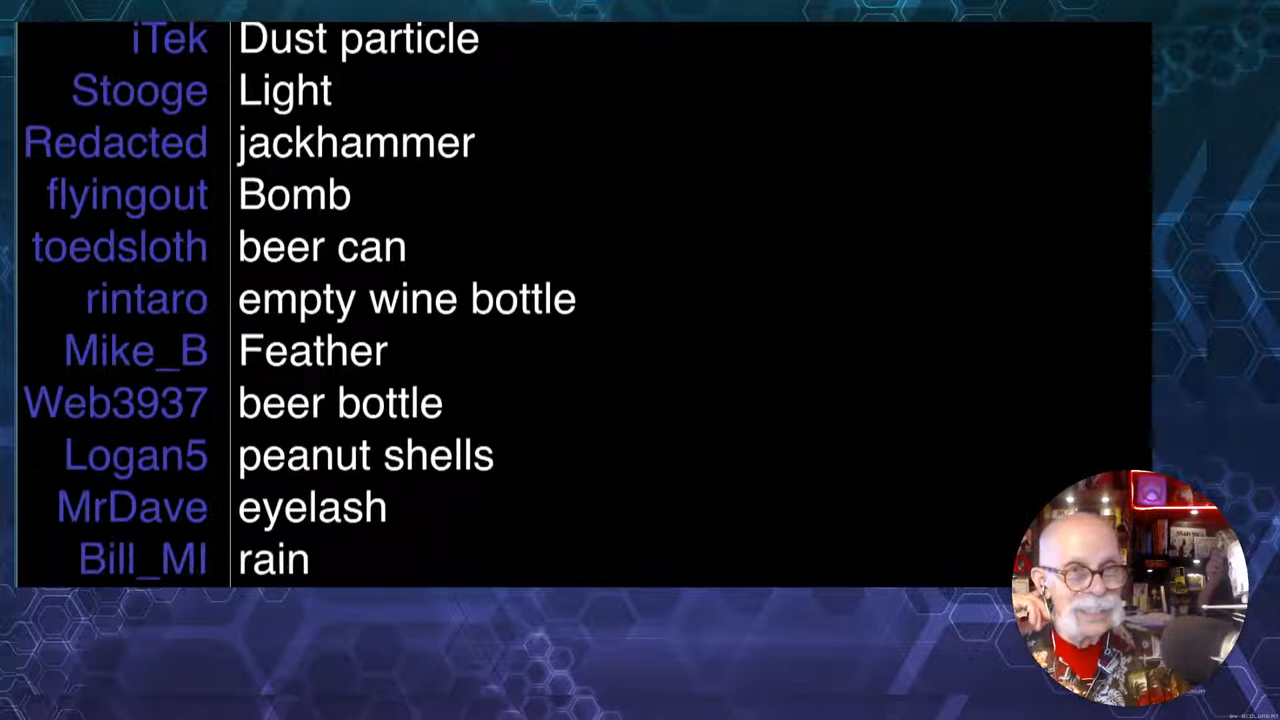 iTek Dust particle
Stooge Light
Redacted jackhammer
flyingout Bomb
toedsloth beer can
rintaro empty wine bottle
Mike_B Feather
Web3937 beer bottle
Logan5 peanut shells
MrDave eyelash
Bill_MI rain